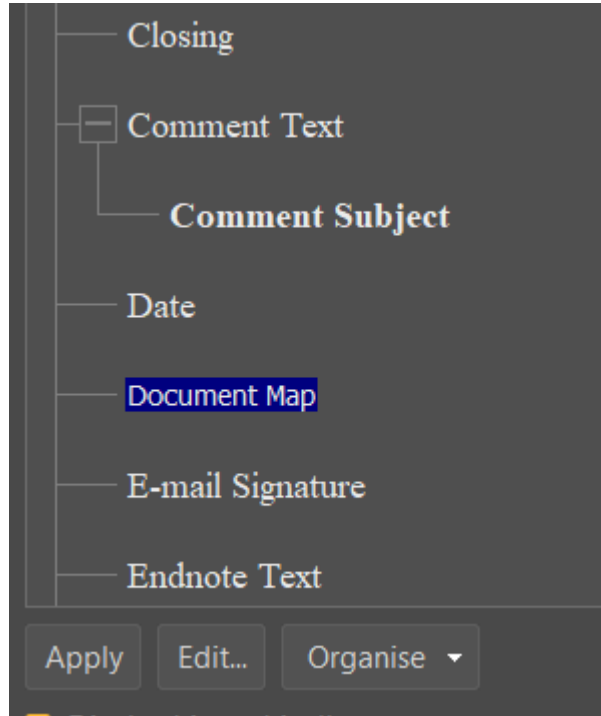 Closing
Comment Text
Comment Subject
Date
Document Map
E-mail Signature
Endnote Text
Apply Edit... Organise